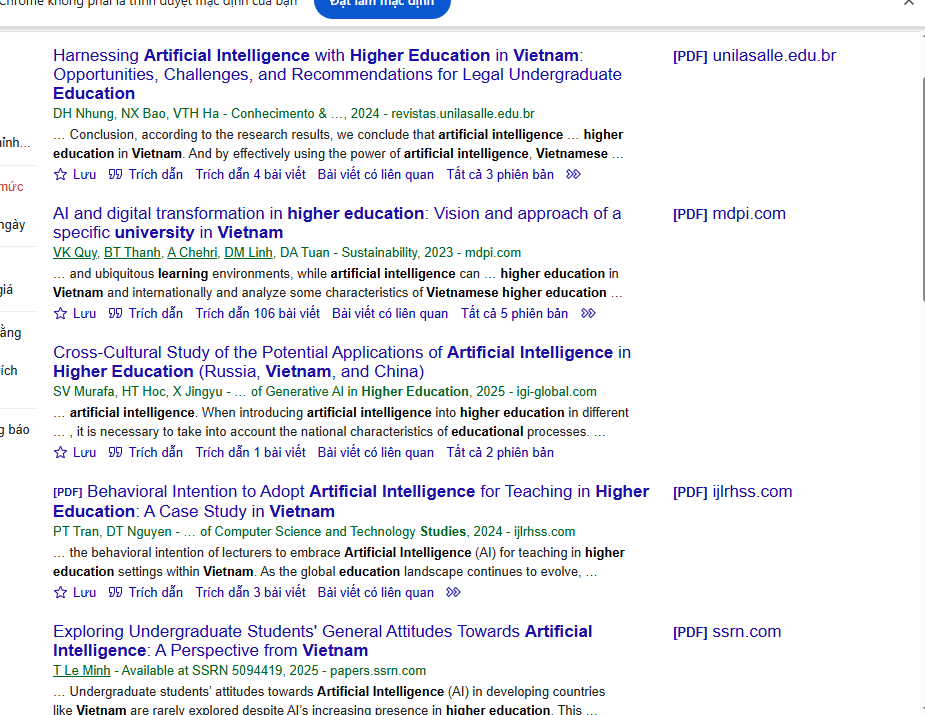 Chrome không phải là trình duyệt mặc định của bạn Đặt làm mặc định
Harnessing Artificial Intelligence with Higher Education in Vietnam: [PDF] unilasalle.edu.br
Opportunities, Challenges, and Recommendations for Legal Undergraduate
Education
DH Nhung, NX Bao, VTH Ha - Conhecimento & …, 2024 - revistas.unilasalle.edu.br
… Conclusion, according to the research results, we conclude that artificial intelligence … higher
education in Vietnam. And by effectively using the power of artificial intelligence, Vietnamese …
Lưu Trích dẫn Trích dẫn 4 bài viết Bài viết có liên quan Tất cả 3 phiên bản
mức
ngày
AI and digital transformation in higher education: Vision and approach of a [PDF] mdpi.com
specific university in Vietnam
VK Quy, BT Thanh, A Chehri, DM Linh, DA Tuan - Sustainability, 2023 - mdpi.com
… and ubiquitous learning environments, while artificial intelligence can … higher education in
Vietnam and internationally and analyze some characteristics of Vietnamese higher education …
giá
Lưu Trích dẫn Trích dẫn 106 bài viết Bài viết có liên quan Tất cả 5 phiên bản
ằng
Cross-Cultural Study of the Potential Applications of Artificial Intelligence in
Higher Education (Russia, Vietnam, and China)
ích
SV Murafa, HT Hoc, X Jingyu - … of Generative AI in Higher Education, 2025 - igi-global.com
… artificial intelligence. When introducing artificial intelligence into higher education in different
… , it is necessary to take into account the national characteristics of educational processes. …
g báo
Lưu Trích dẫn Trích dẫn 1 bài viết Bài viết có liên quan Tất cả 2 phiên bản
[PDF] Behavioral Intention to Adopt Artificial Intelligence for Teaching in Higher [PDF] ijlrhss.com
Education: A Case Study in Vietnam
PT Tran, DT Nguyen - … of Computer Science and Technology Studies, 2024 - ijlrhss.com
… the behavioral intention of lecturers to embrace Artificial Intelligence (AI) for teaching in higher
education settings within Vietnam. As the global education landscape continues to evolve, …
Lưu Trích dẫn Trích dẫn 3 bài viết Bài viết có liên quan
Exploring Undergraduate Students' General Attitudes Towards Artificial [PDF] ssrn.com
Intelligence: A Perspective from Vietnam
T Le Minh - Available at SSRN 5094419, 2025 - papers.ssrn.com
… Undergraduate students' attitudes towards Artificial Intelligence (AI) in developing countries
like Vietnam are rarely explored despite AI's increasing presence in higher education. This …